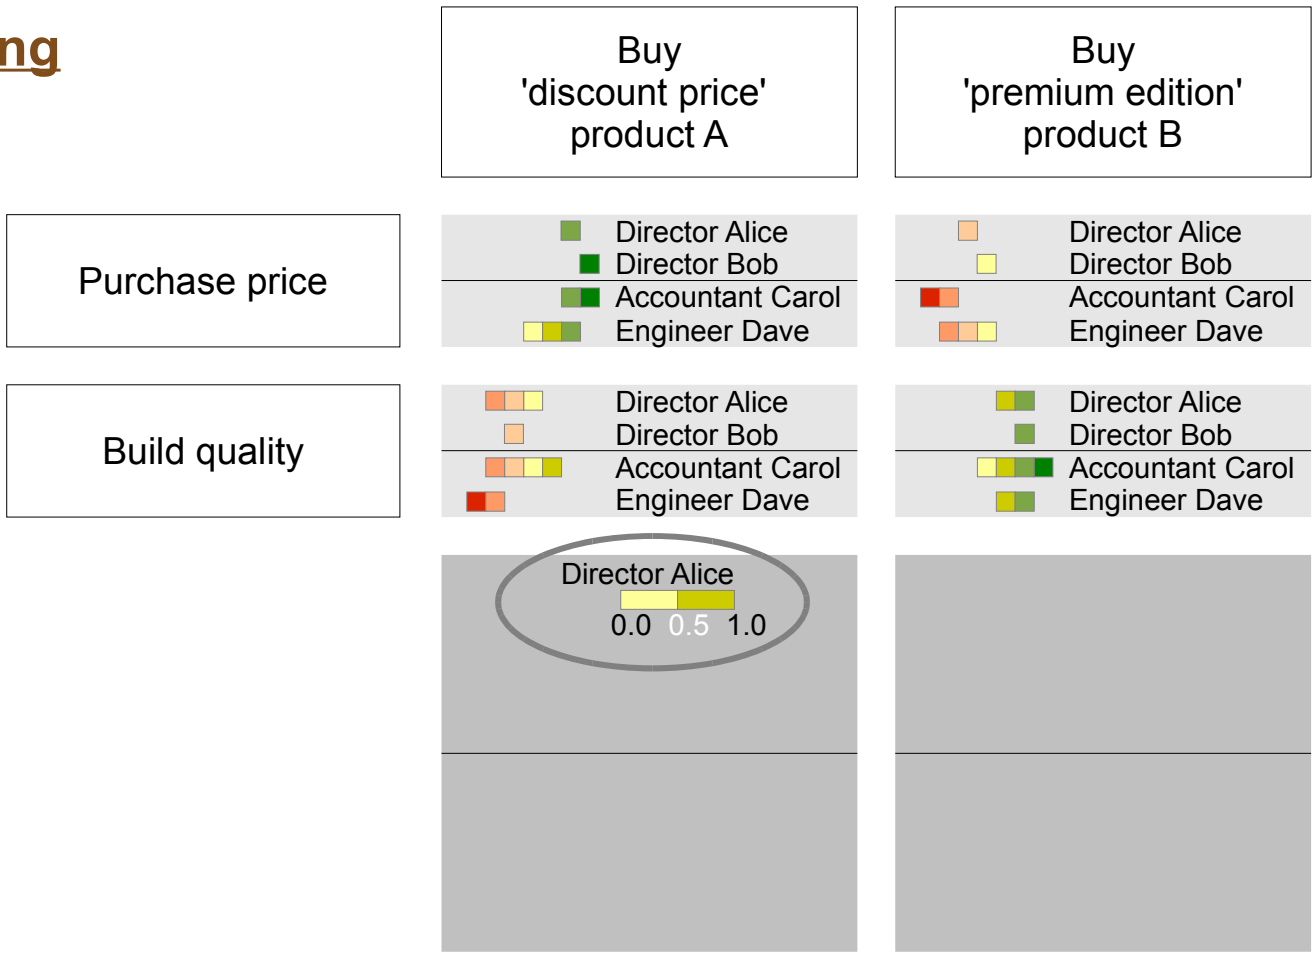 ng
Buy
'discount price'
product A
Buy
'premium edition'
product B
Purchase price
Director Alice
Director Bob
Accountant Carol
Engineer Dave
Director Alice
Director Bob
Accountant Carol
Engineer Dave
Build quality
Director Alice
Director Bob
Accountant Carol
Engineer Dave
Director Alice
Director Bob
Accountant Carol
Engineer Dave
Director Alice
0.0 0.5 1.0